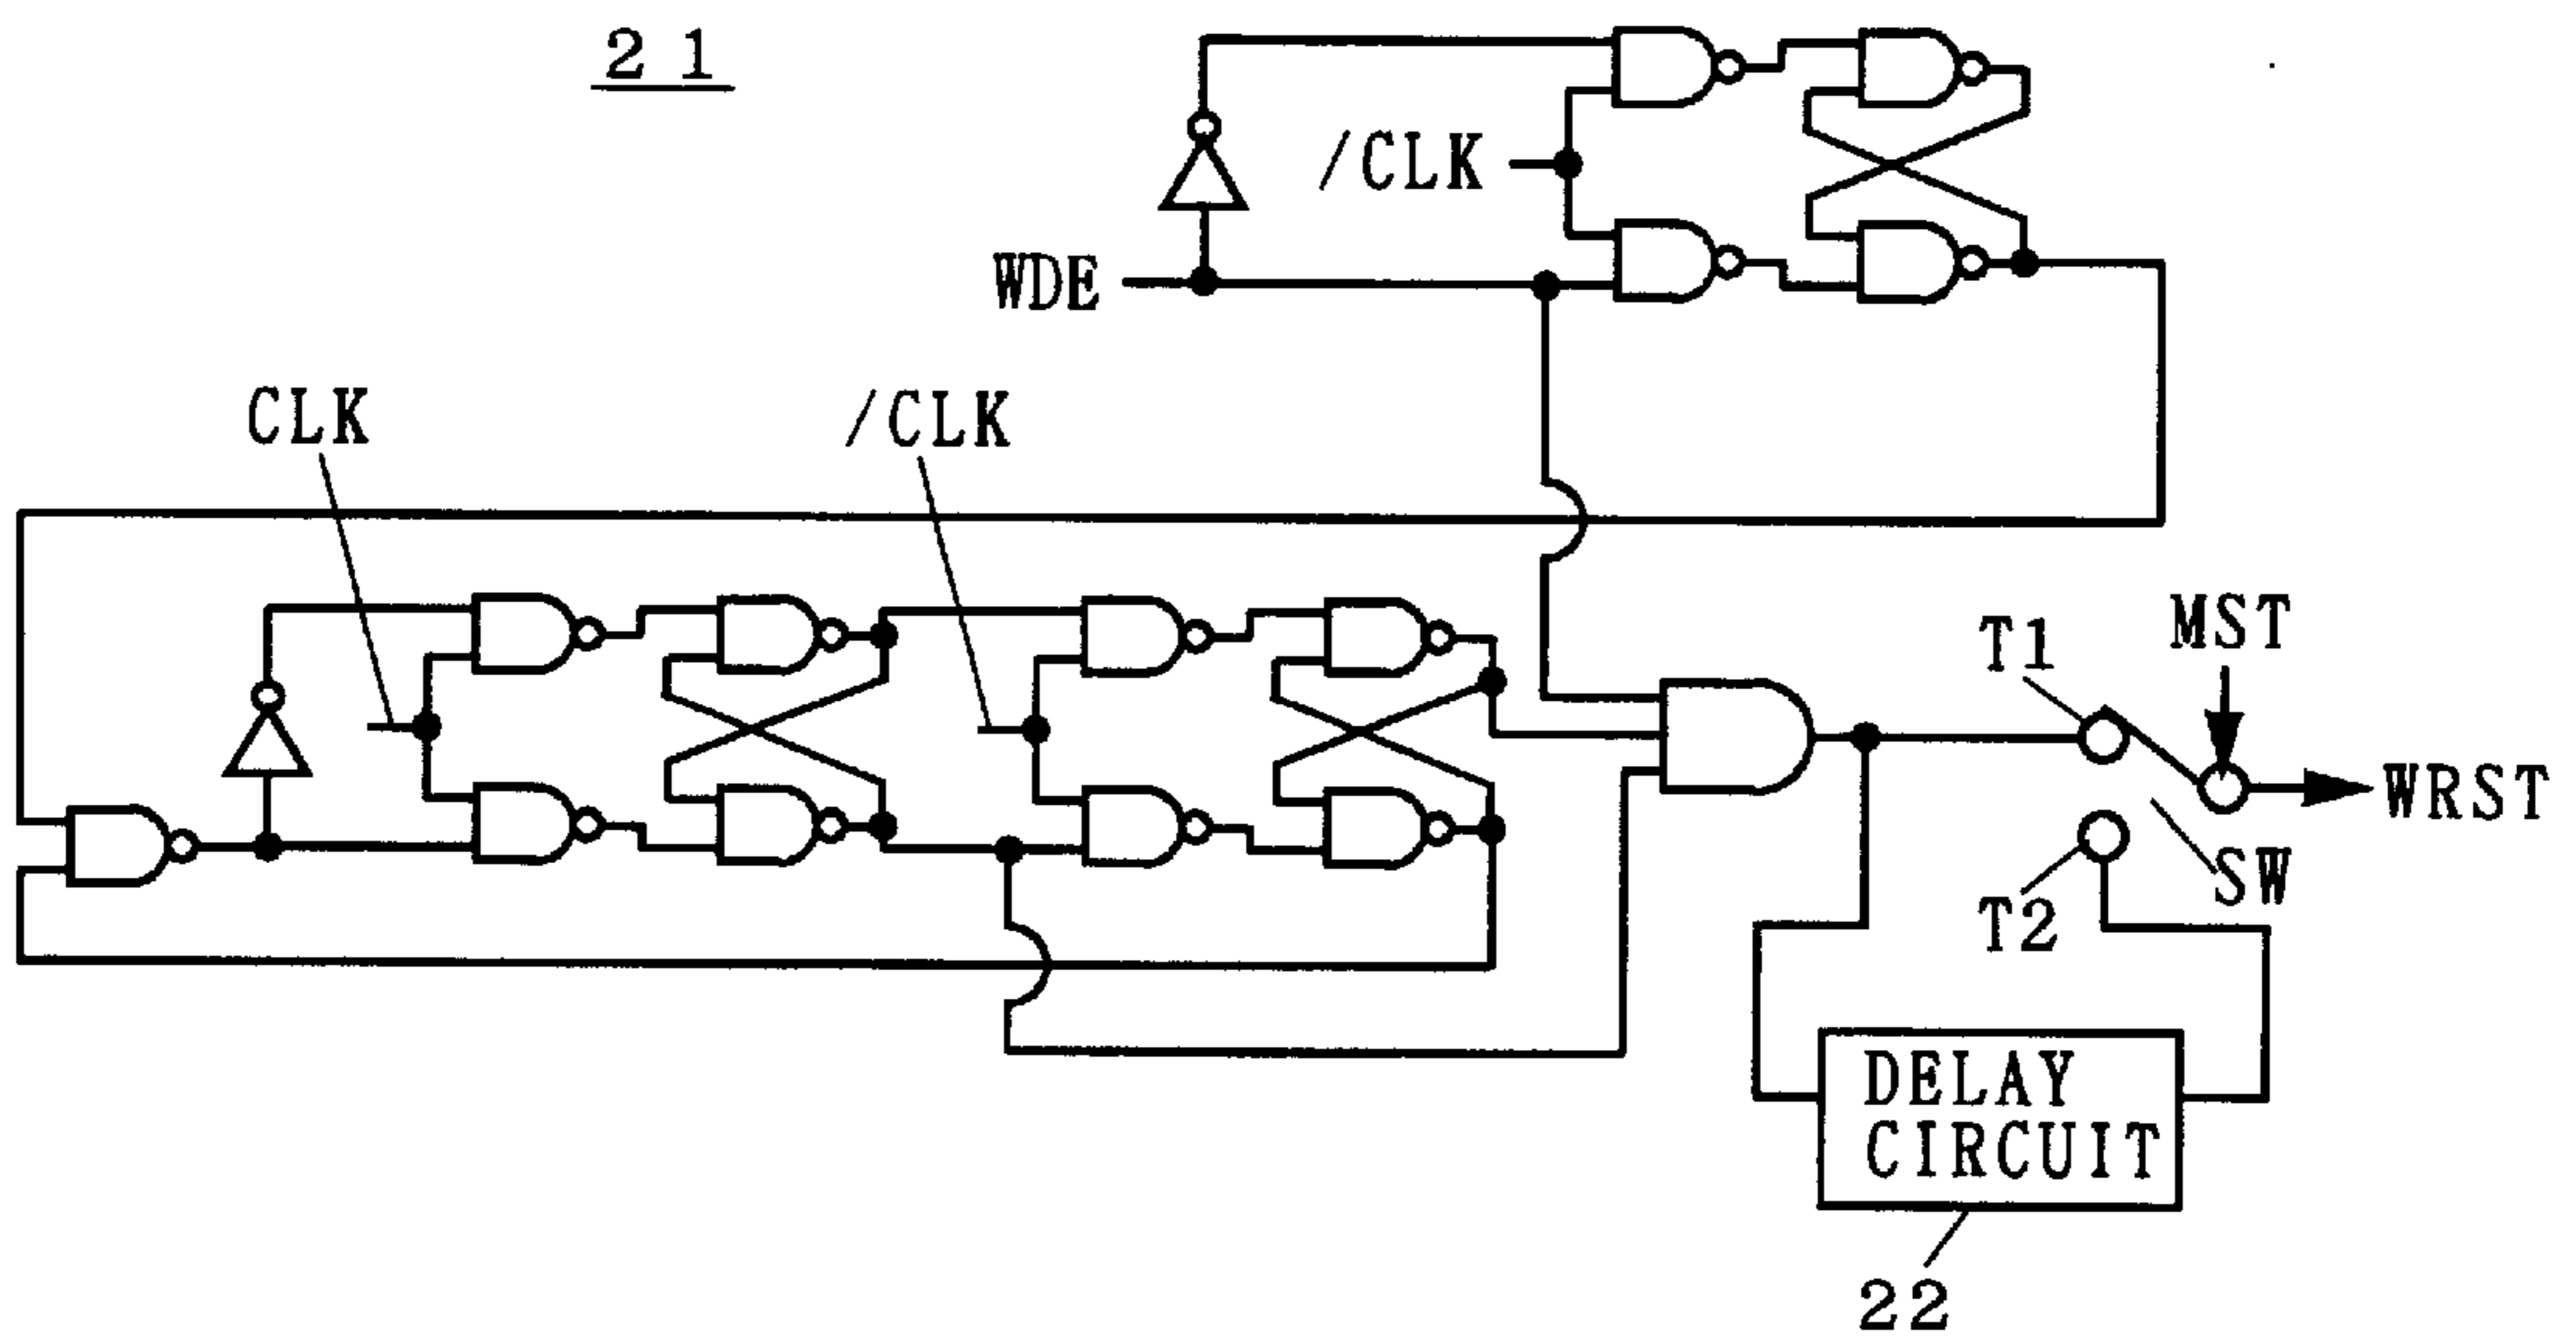 21
/CLK
WDE
CLK
/CLK
T1
MST
WRST
SW
T2
DELAY
CIRCUIT
22